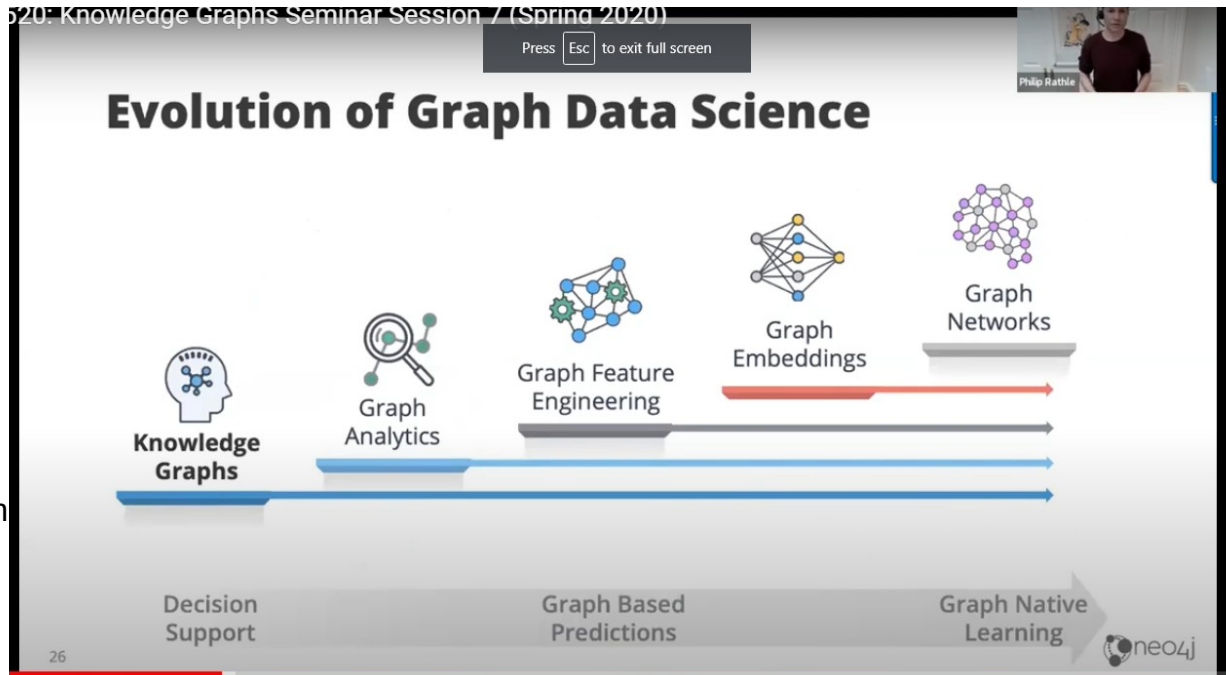 520: Knowledge Graphs Seminar Session 7 (Spring 2020)
Press Esc to exit full screen
Philip Rathle
Evolution of Graph Data Science
Graph
Networks
Graph
Embeddings
Graph Feature
Engineering
Graph
Analytics
Knowledge
Graphs
n
Decision
Support
Graph Based
Predictions
Graph Native
Learning
26
neo4j